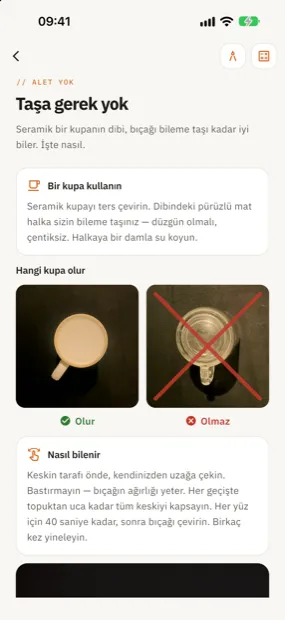 09:41
// ALET YOK
Taşa gerek yok
Seramik bir kupanın dibi, bıçağı bileme taşı kadar iyi
biler. İşte nasıl.
Bir kupa kullanın
Seramik kupayı ters çevirin. Dibindeki pürüzlü mat
halka sizin bileme taşınız — düzgün olmalı,
çentiksiz. Halkaya bir damla su koyun.
Hangi kupa olur
Olur
Olmaz
Nasıl bilenir
Keskin tarafı önde, kendinizden uzağa çekin.
Bastırmayın — bıçağın ağırlığı yeter. Her geçişte
topuktan uca kadar tüm keskiyi kapsayın. Her yüz
için 40 saniye kadar, sonra bıçağı çevirin. Birkaç
kez yineleyin.